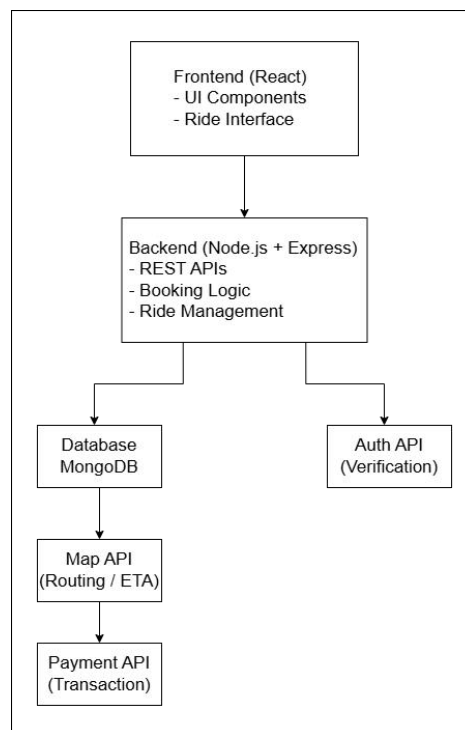 Frontend (React)
- UI Components
- Ride Interface
Backend (Node.js + Express)
- REST APIs
- Booking Logic
- Ride Management
Database
MongoDB
Auth API
(Verification)
Map API
(Routing / ETA)
Payment API
(Transaction)